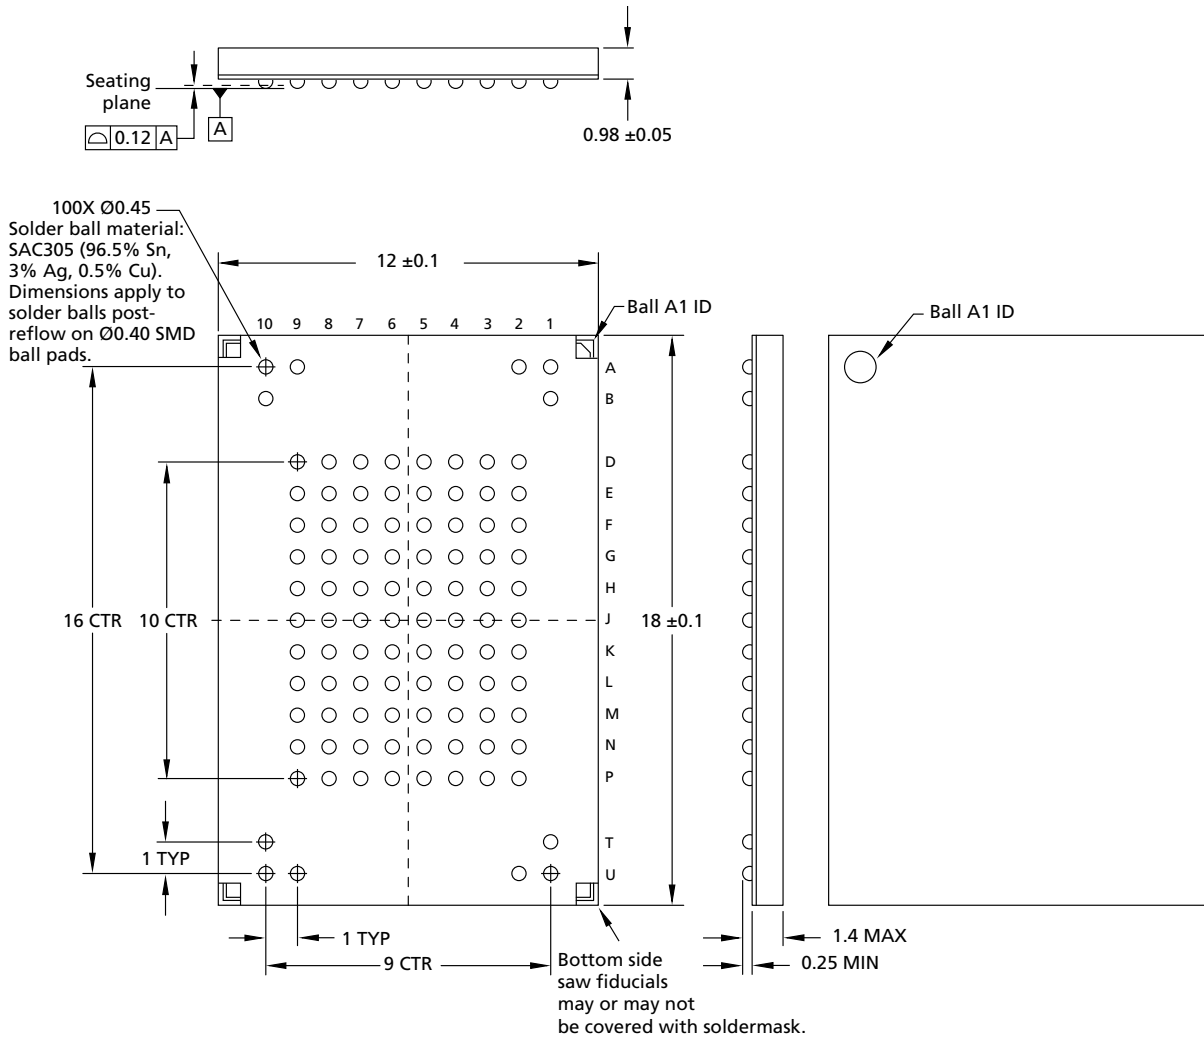 Seating
plane
0.12 A
A
0.98 ±0.05
100X Ø0.45
Solder ball material:
SAC305 (96.5% Sn,
3% Ag, 0.5% Cu).
Dimensions apply to
solder balls post-
reflow on Ø0.40 SMD
ball pads.
12 ±0.1
Ball A1 ID
Ball A1 ID
10 9 8 7 6 5 4 3 2 1
A
B
D
E
F
G
H
16 CTR
10 CTR
J
18 ±0.1
K
L
M
N
P
T
1 TYP
U
1 TYP
9 CTR
Bottom side
saw fiducials
may or may not
be covered with soldermask.
1.4 MAX
0.25 MIN